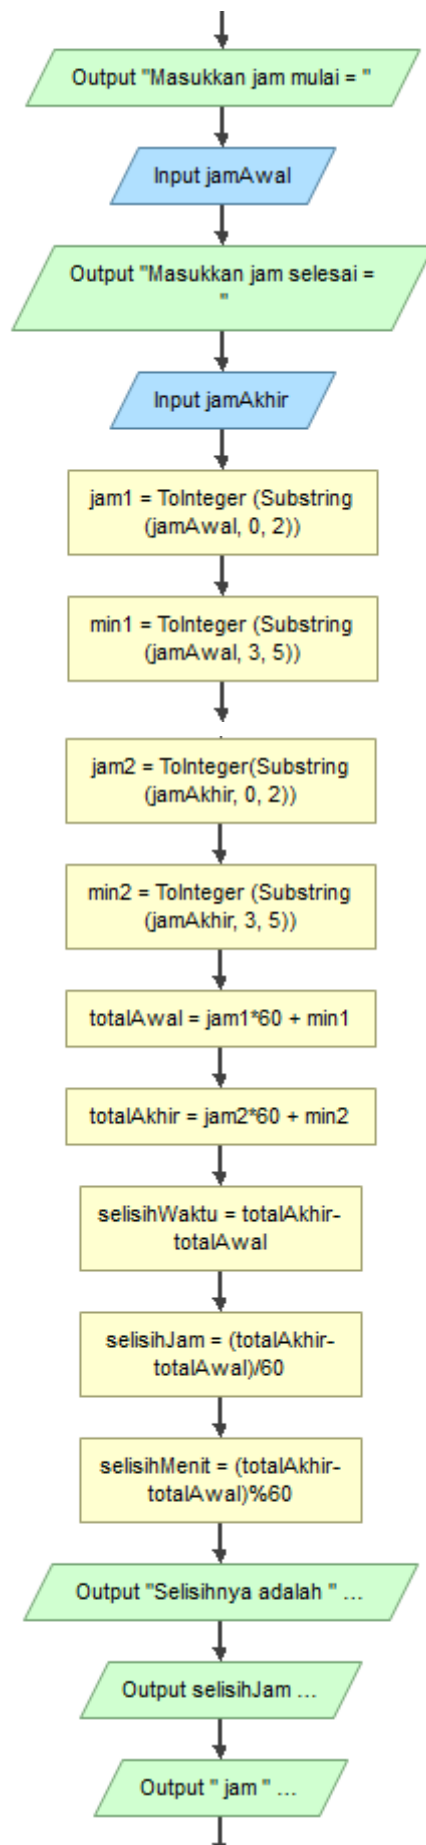 Output "Masukkan jam mulai = "
Input jamAwal
Output "Masukkan jam selesai =
"
Input jamAkhir
jam1 = ToInteger (Substring
(jamAwal, 0, 2))
min1 = ToInteger (Substring
(jamAwal, 3, 5))
jam2 = ToInteger(Substring
(jamAkhir, 0, 2))
min2 = ToInteger (Substring
(jamAkhir, 3, 5))
totalAwal = jam1*60 + min1
totalAkhir = jam2*60 + min2
selisihWaktu = totalAkhir-
totalAwal
selisihJam = (totalAkhir-
totalAwal)/60
selisihMenit = (totalAkhir-
totalAwal)%60
Output "Selisihnya adalah " ...
Output selisihJam ...
Output " jam " ...